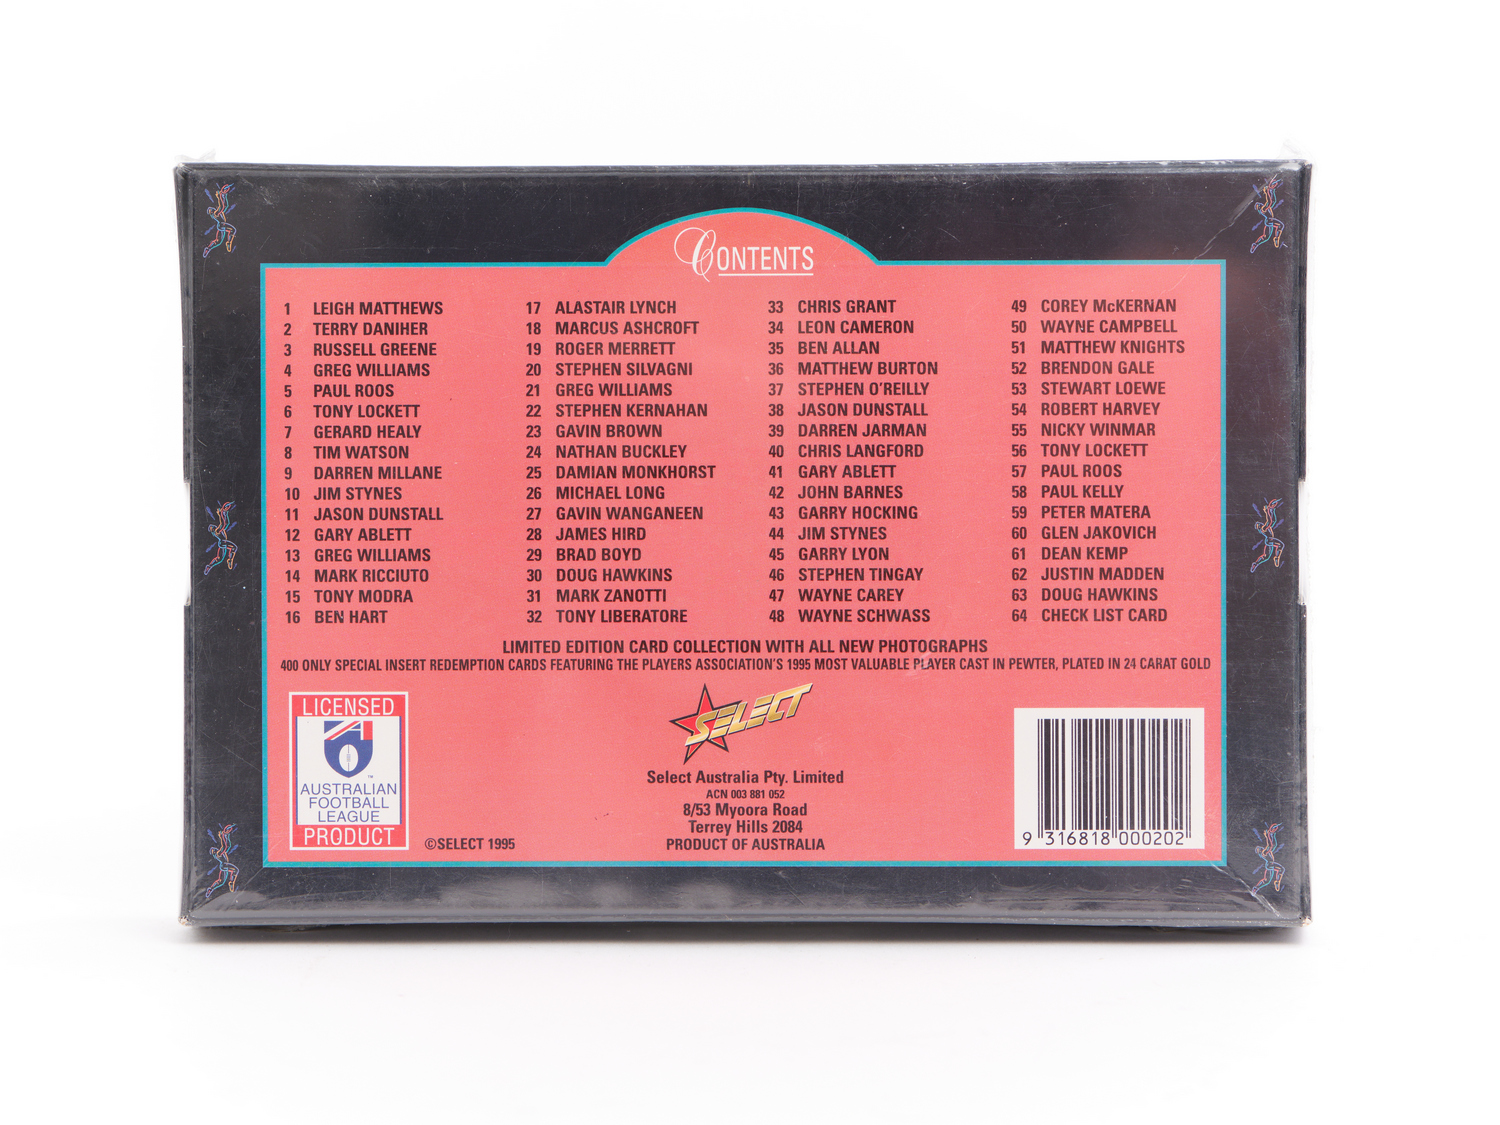 CONTENTS
1 LEIGH MATTHEWS
2 TERRY DANIHER
3 RUSSELL GREENE
4 GREG WILLIAMS
5 PAUL ROOS
6 TONY LOCKETT
7 GERARD HEALY
8 TIM WATSON
9 DARREN MILLANE
10 JIM STYNES
11 JASON DUNSTALL
12 GARY ABLETT
13 GREG WILLIAMS
14 MARK RICCIUTO
15 TONY MODRA
16 BEN HART
17 ALASTAIR LYNCH
18 MARCUS ASHCROFT
19 ROGER MERRETT
20 STEPHEN SILVAGNI
21 GREG WILLIAMS
22 STEPHEN KERNAHAN
23 GAVIN BROWN
24 NATHAN BUCKLEY
25 DAMIAN MONKHORST
26 MICHAEL LONG
27 GAVIN WANGANEEN
28 JAMES HIRD
29 BRAD BOYD
30 DOUG HAWKINS
31 MARK ZANOTTI
32 TONY LIBERATORE
33 CHRIS GRANT
34 LEON CAMERON
35 BEN ALLAN
36 MATTHEW BURTON
37 STEPHEN O'REILLY
38 JASON DUNSTALL
39 DARREN JARMAN
40 CHRIS LANGFORD
41 GARY ABLETT
42 JOHN BARNES
43 GARRY HOCKING
44 JIM STYNES
45 GARRY LYON
46 STEPHEN TINGAY
47 WAYNE CAREY
48 WAYNE SCHWASS
49 COREY McKERNAN
50 WAYNE CAMPBELL
51 MATTHEW KNIGHTS
52 BRENDON GALE
53 STEWART LOEWE
54 ROBERT HARVEY
55 NICKY WINMAR
56 TONY LOCKETT
57 PAUL ROOS
58 PAUL KELLY
59 PETER MATERA
60 GLEN JAKOVICH
61 DEAN KEMP
62 JUSTIN MADDEN
63 DOUG HAWKINS
64 CHECK LIST CARD
LIMITED EDITION CARD COLLECTION WITH ALL NEW PHOTOGRAPHS
400 ONLY SPECIAL INSERT REDEMPTION CARDS FEATURING THE PLAYERS ASSOCIATION'S 1995 MOST VALUABLE PLAYER CAST IN PEWTER, PLATED IN 24 CARAT GOLD
LICENSED
TM
AUSTRALIAN
FOOTBALL
LEAGUE
PRODUCT
©SELECT 1995
SELECT
Select Australia Pty. Limited
ACN 003 881 052
8/53 Myoora Road
Terrey Hills 2084
PRODUCT OF AUSTRALIA
9 316818 000202